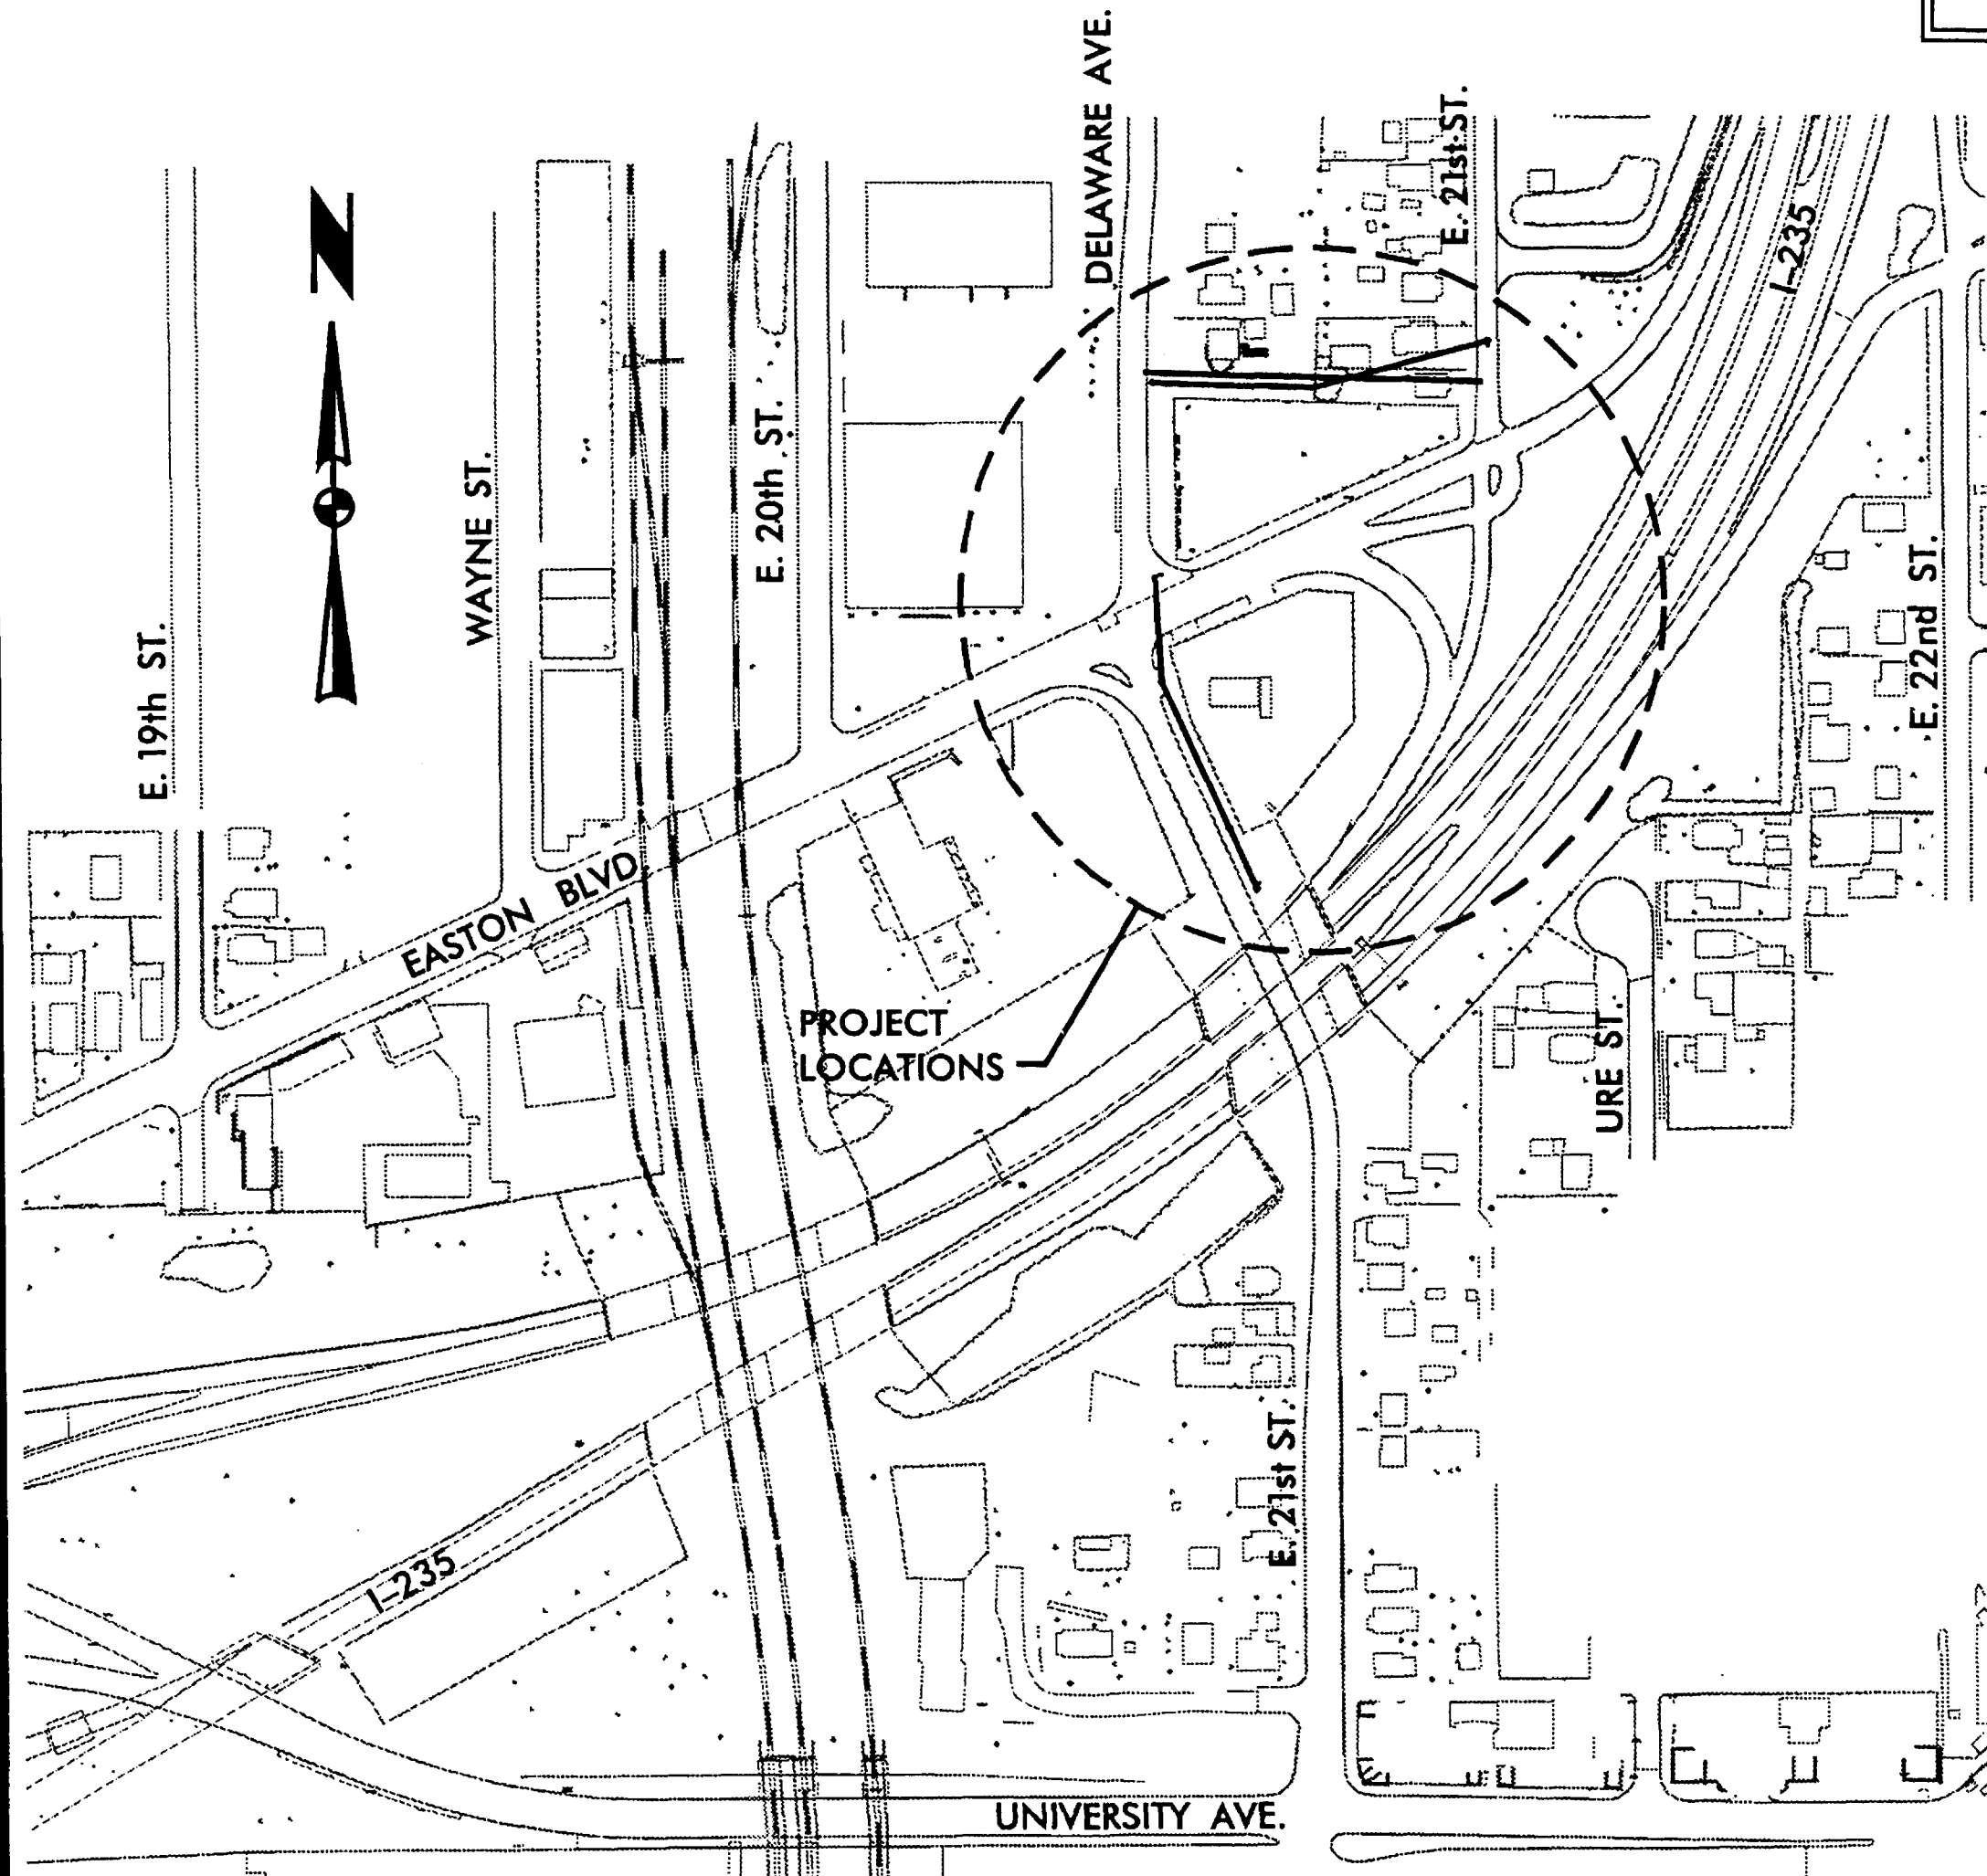 DELAWARE AVE.
E. 21st ST.
N
I-235
E. 20th ST.
WAYNE ST.
E. 22nd ST.
E. 19th ST.
EASTON BLVD
PROJECT
LOCATIONS
URE ST.
E. 21st ST.
I-235
UNIVERSITY AVE.